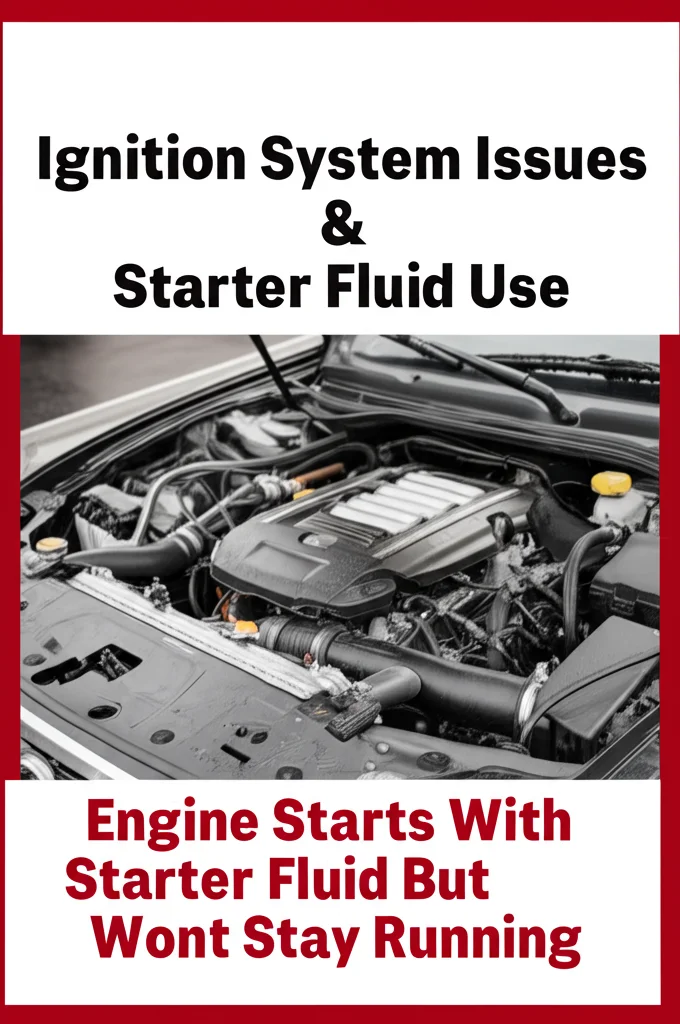 Ignition System Issues
&
Starter Fluid Use
Engine Starts With
Starter Fluid But
Wont Stay Running